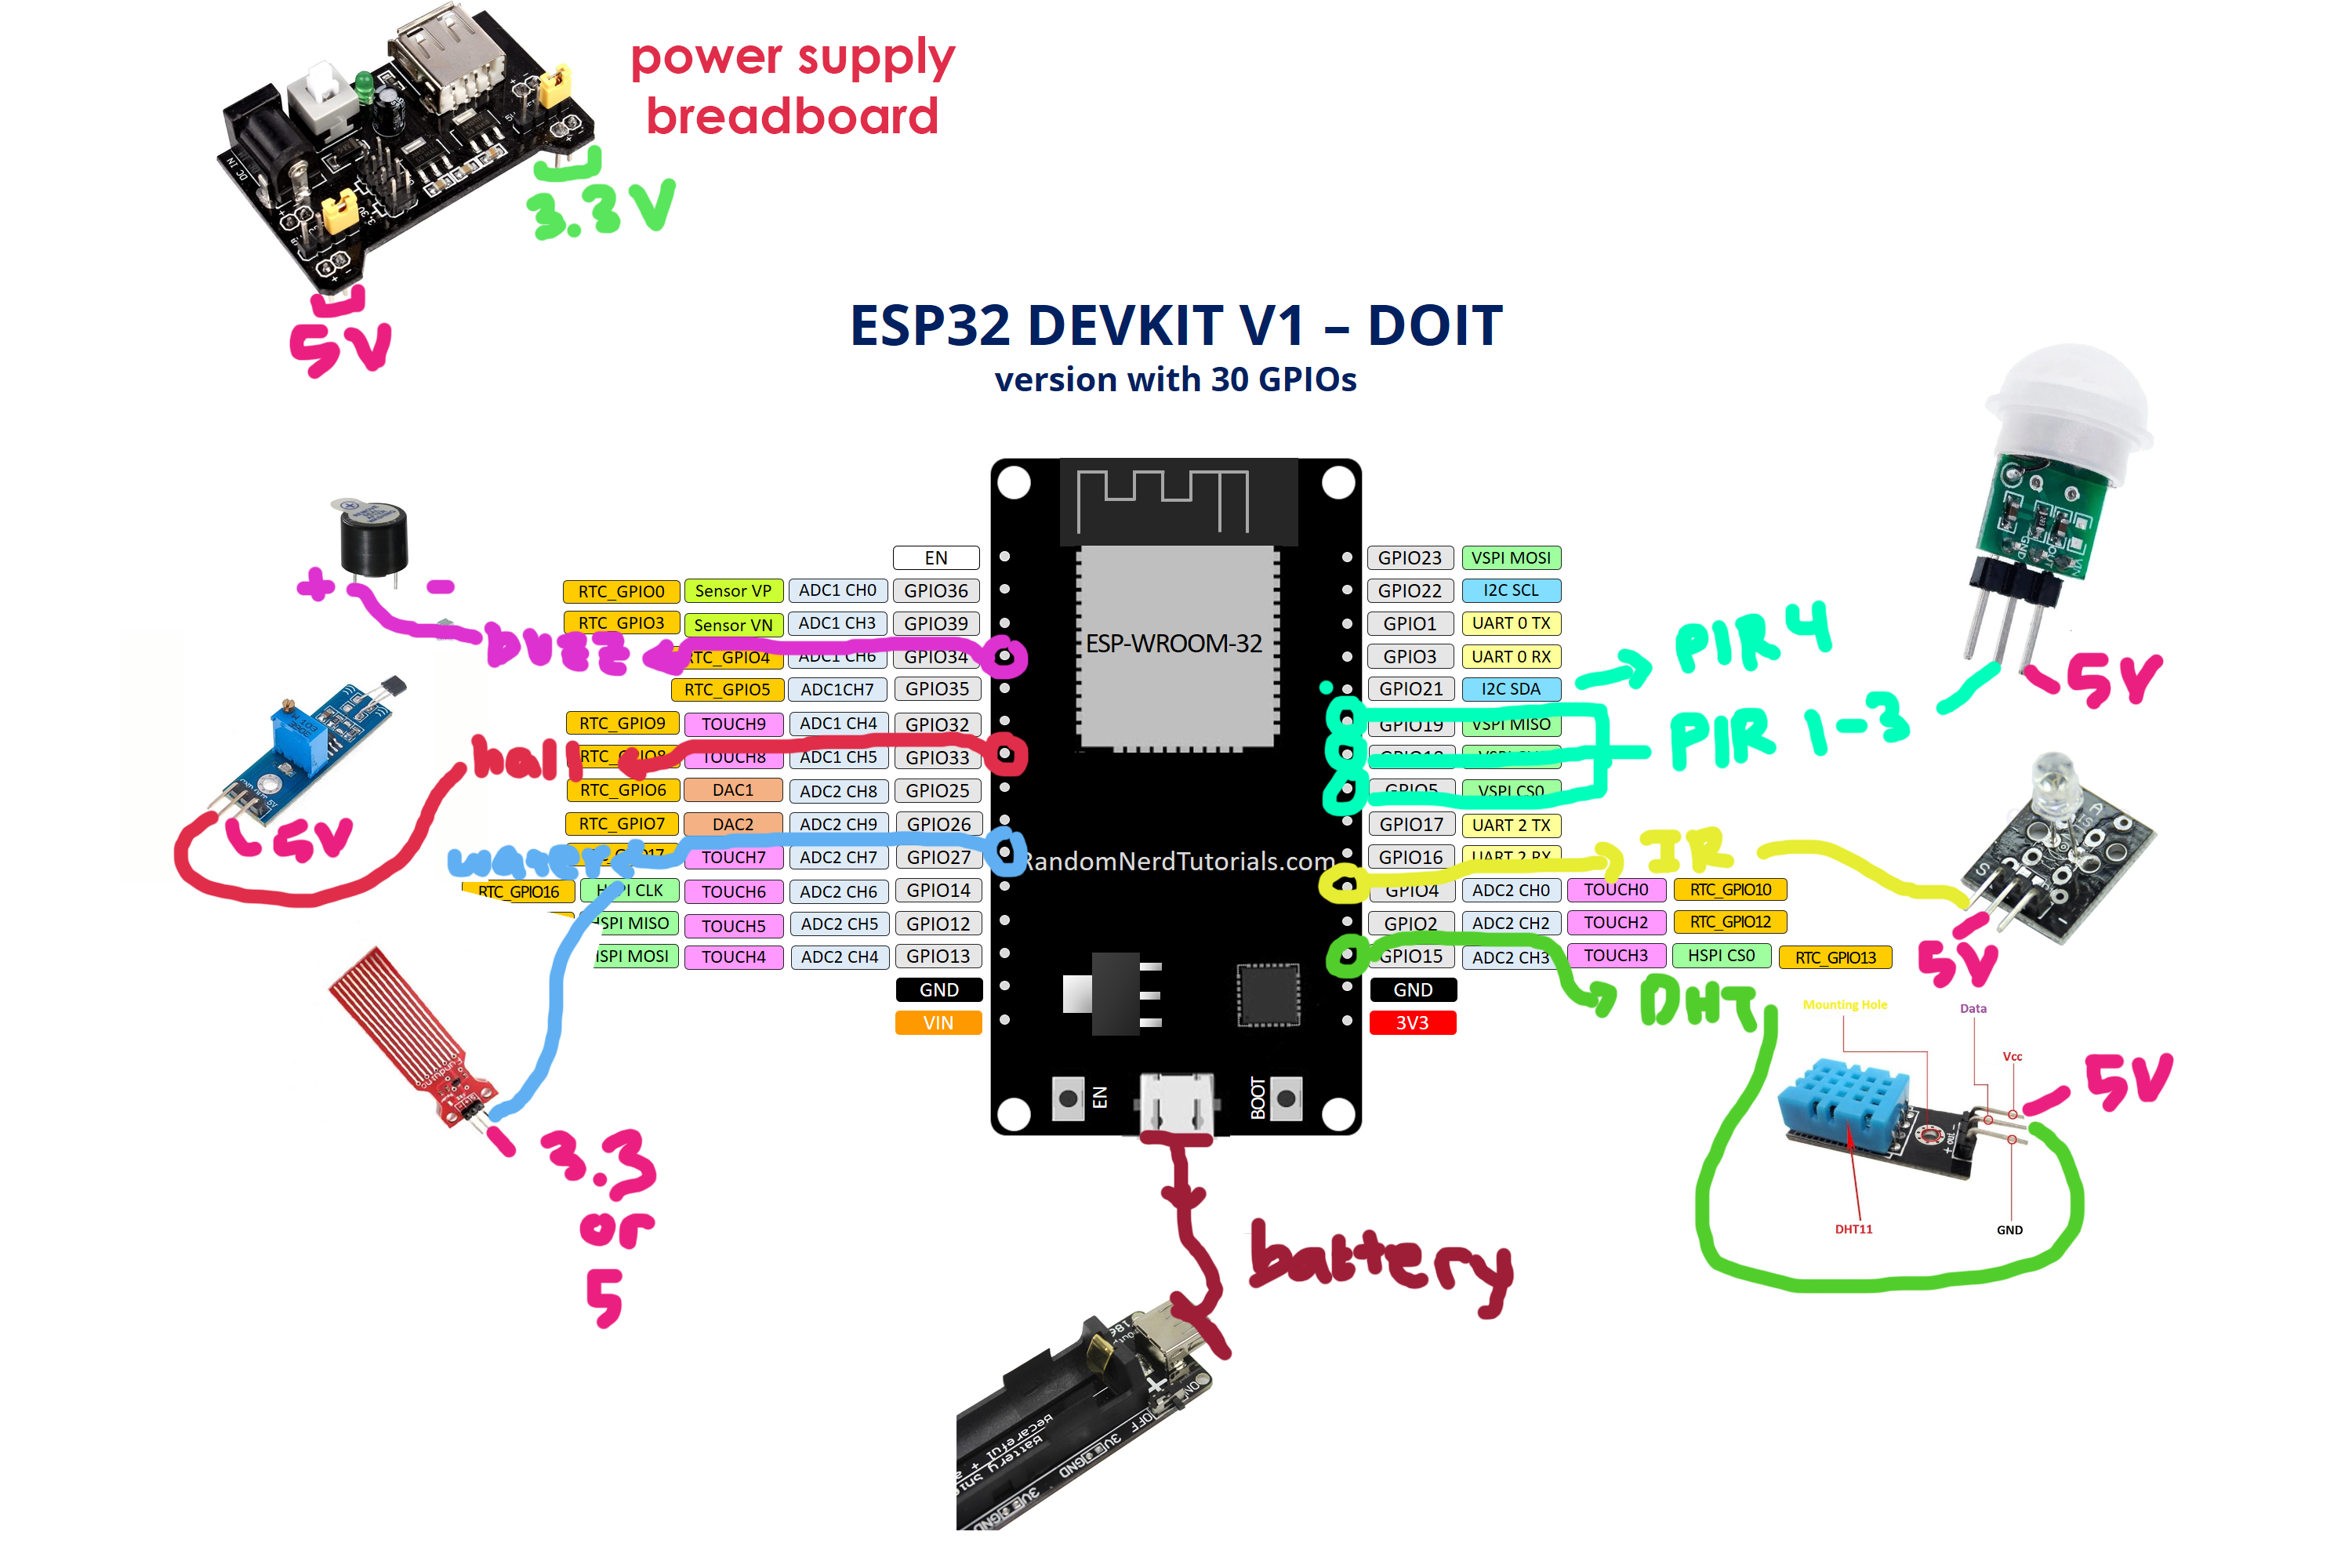 power supply
breadboard
3.3V
5V
ESP32 DEVKIT V1 – DOIT
version with 30 GPIOs
EN
RTC_GPIO0 Sensor VP ADC1 CH0 GPIO36
RTC_GPIO3 Sensor VN ADC1 CH3 GPIO39
RTC_GPIO4 ADC1 CH6 GPIO34
RTC_GPIO5 ADC1CH7 GPIO35
RTC_GPIO9 TOUCH9 ADC1 CH4 GPIO32
RTC_GPIO8 TOUCH8 ADC1 CH5 GPIO33
RTC_GPIO6 DAC1 ADC2 CH8 GPIO25
RTC_GPIO7 DAC2 ADC2 CH9 GPIO26
TOUCH7 ADC2 CH7 GPIO27
RTC_GPIO16 HSPI CLK TOUCH6 ADC2 CH6 GPIO14
HSPI MISO TOUCH5 ADC2 CH5 GPIO12
HSPI MOSI TOUCH4 ADC2 CH4 GPIO13
GND
VIN
ESP-WROOM-32
RandomNerdTutorials.com
EN
BOOT
GPIO23 VSPI MOSI
GPIO22 I2C SCL
GPIO1 UART 0 TX
GPIO3 UART 0 RX
GPIO21 I2C SDA
GPIO19 VSPI MISO
GPIO5 VSPI CS0
GPIO17 UART 2 TX
GPIO16 UART 2 RX
GPIO4 ADC2 CH0 TOUCH0 RTC_GPIO10
GPIO2 ADC2 CH2 TOUCH2 RTC_GPIO12
GPIO15 ADC2 CH3 TOUCH3 HSPI CS0 RTC_GPIO13
GND
3V3
+ -
buzz
hall
5V
water
3.3
or
5
battery
PIR 4
PIR 1-3
5V
IR
S
5V
DHT
Mounting Hole
Data
Vcc
5V
DHT11
GND
+ out -
OFF
3V
GND
3V
GND